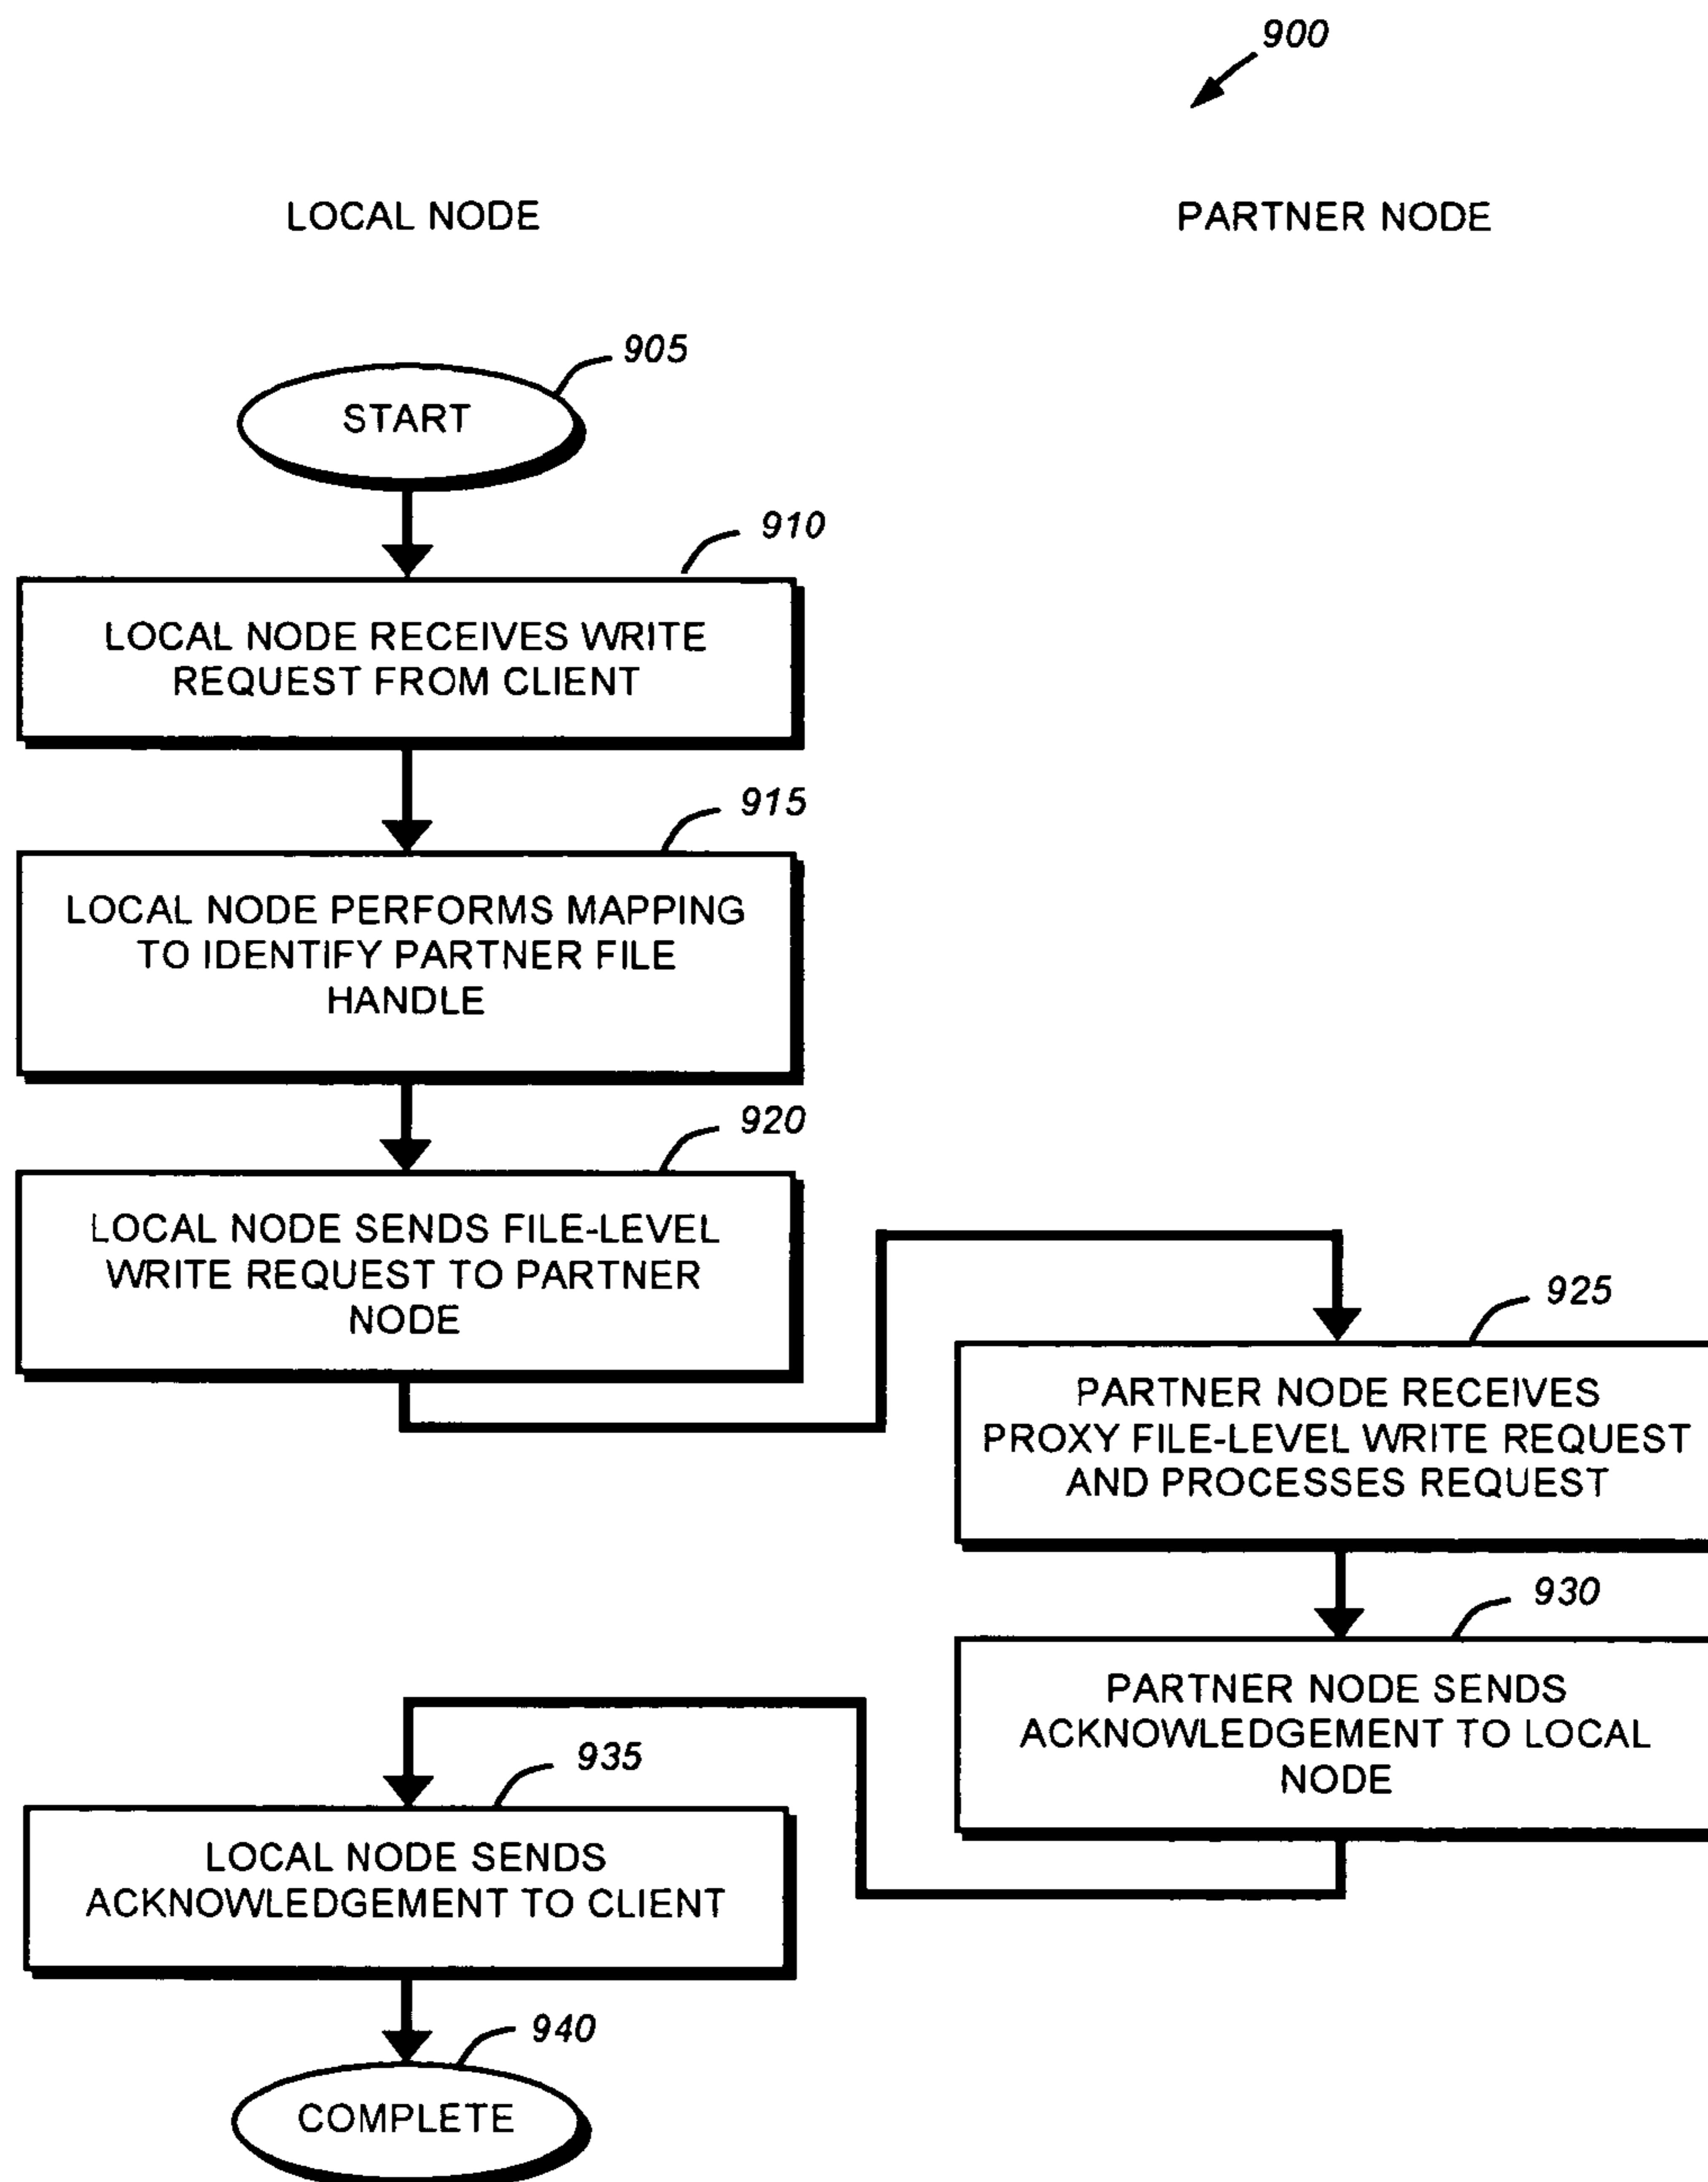 900
LOCAL NODE
PARTNER NODE
905
START
910
LOCAL NODE RECEIVES WRITE
REQUEST FROM CLIENT
915
LOCAL NODE PERFORMS MAPPING
TO IDENTIFY PARTNER FILE
HANDLE
920
LOCAL NODE SENDS FILE-LEVEL
WRITE REQUEST TO PARTNER
NODE
925
PARTNER NODE RECEIVES
PROXY FILE-LEVEL WRITE REQUEST
AND PROCESSES REQUEST
930
PARTNER NODE SENDS
ACKNOWLEDGEMENT TO LOCAL
NODE
935
LOCAL NODE SENDS
ACKNOWLEDGEMENT TO CLIENT
940
COMPLETE